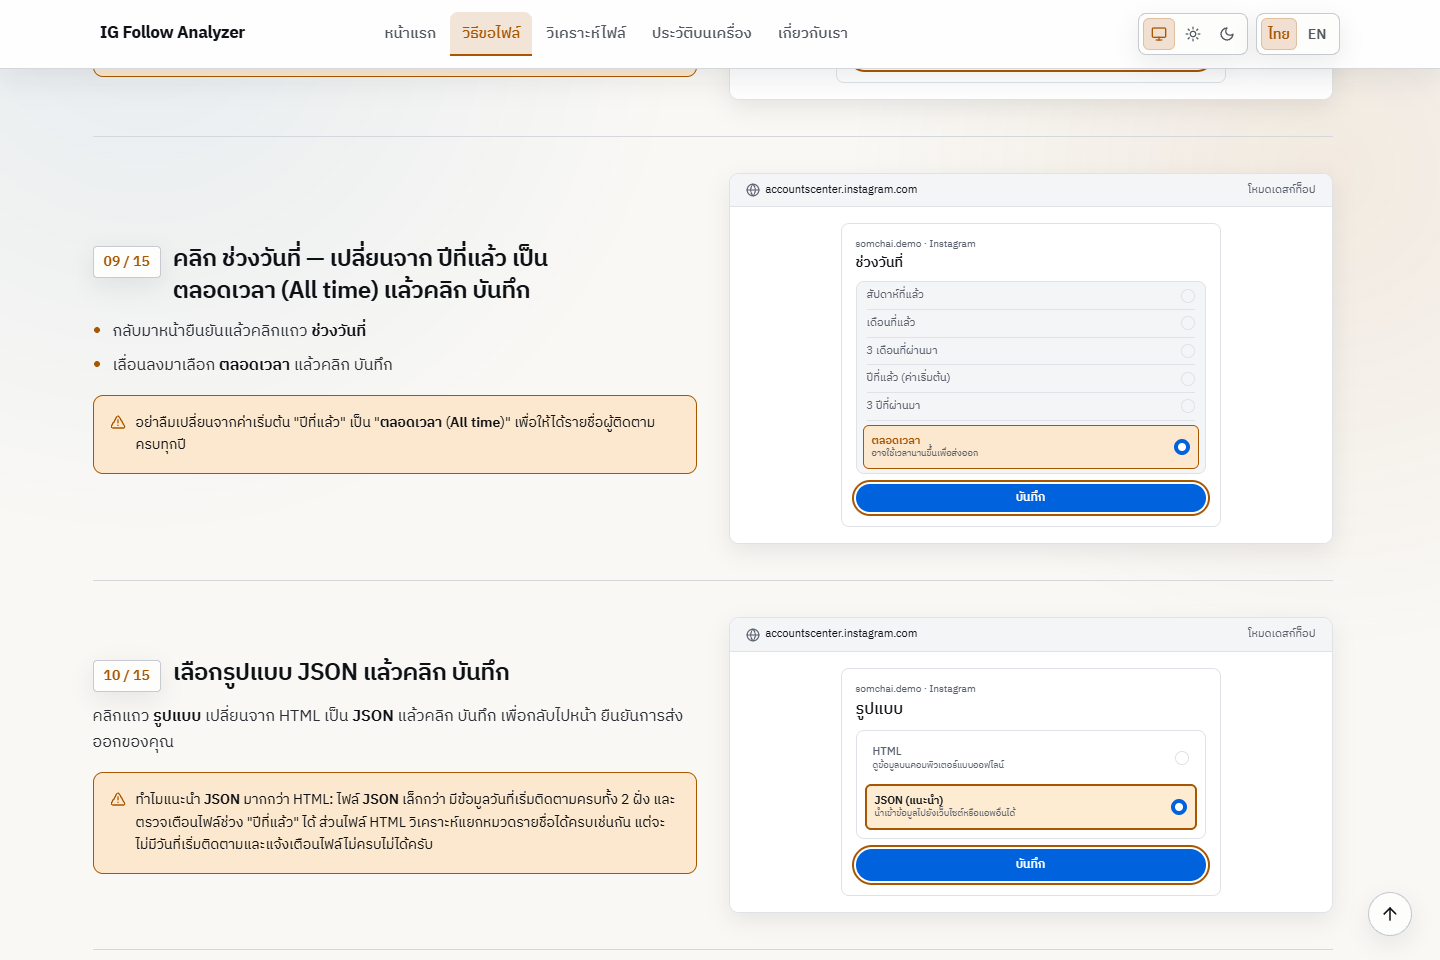 IG Follow Analyzer
หน้าแรก
วิธีขอไฟล์
วิเคราะห์ไฟล์
ประวัติบนเครื่อง
เกี่ยวกับเรา
ไทย
EN
09 / 15
คลิก ช่วงวันที่ — เปลี่ยนจาก ปีที่แล้ว เป็น
ตลอดเวลา (All time) แล้วคลิก บันทึก
กลับมาหน้ายืนยันแล้วคลิกแถว ช่วงวันที่
เลื่อนลงมาเลือก ตลอดเวลา แล้วคลิก บันทึก
อย่าลืมเปลี่ยนจากค่าเริ่มต้น "ปีที่แล้ว" เป็น "ตลอดเวลา (All time)" เพื่อให้ได้รายชื่อผู้ติดตาม
ครบทุกปี
accountscenter.instagram.com
โหมดเดสก์ท็อป
somchai.demo · Instagram
ช่วงวันที่
สัปดาห์ที่แล้ว
เดือนที่แล้ว
3 เดือนที่ผ่านมา
ปีที่แล้ว (ค่าเริ่มต้น)
3 ปีที่ผ่านมา
ตลอดเวลา
อาจใช้เวลานานขึ้นเพื่อส่งออก
บันทึก
10 / 15
เลือกรูปแบบ JSON แล้วคลิก บันทึก
คลิกแถว รูปแบบ เปลี่ยนจาก HTML เป็น JSON แล้วคลิก บันทึก เพื่อกลับไปหน้า ยืนยันการส่ง
ออกของคุณ
ทำไมแนะนำ JSON มากกว่า HTML: ไฟล์ JSON เล็กกว่า มีข้อมูลวันที่เริ่มติดตามครบทั้ง 2 ฝั่ง และ
ตรวจเตือนไฟล์ช่วง "ปีที่แล้ว" ได้ ส่วนไฟล์ HTML วิเคราะห์แยกหมวดรายชื่อได้ครบเช่นกัน แต่จะ
ไม่มีวันที่เริ่มติดตามและแจ้งเตือนไฟล์ไม่ครบไม่ได้ครับ
accountscenter.instagram.com
โหมดเดสก์ท็อป
somchai.demo · Instagram
รูปแบบ
HTML
ดูข้อมูลบนคอมพิวเตอร์แบบออฟไลน์
JSON (แนะนำ)
นำเข้าข้อมูลไปยังเว็บไซต์หรือแอพอื่นได้
บันทึก